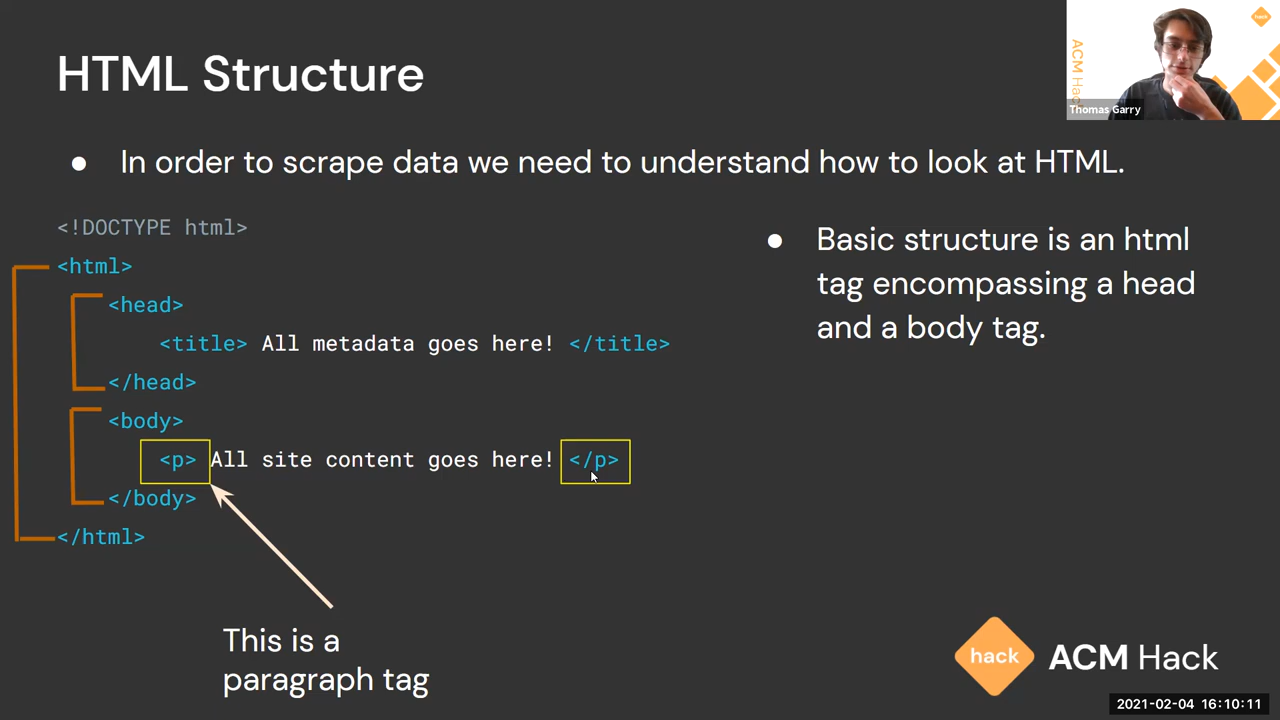 HTML Structure
● In order to scrape data we need to understand how to look at HTML.
<!DOCTYPE html>
<html>
<head>
<title> All metadata goes here! </title>
</head>
<body>
<p> All site content goes here! </p>
</body>
</html>
This is a
paragraph tag
● Basic structure is an html
tag encompassing a head
and a body tag.
hack
ACM Hac
Thomas Garry
hack ACM Hack
2021-02-04 16:10:11